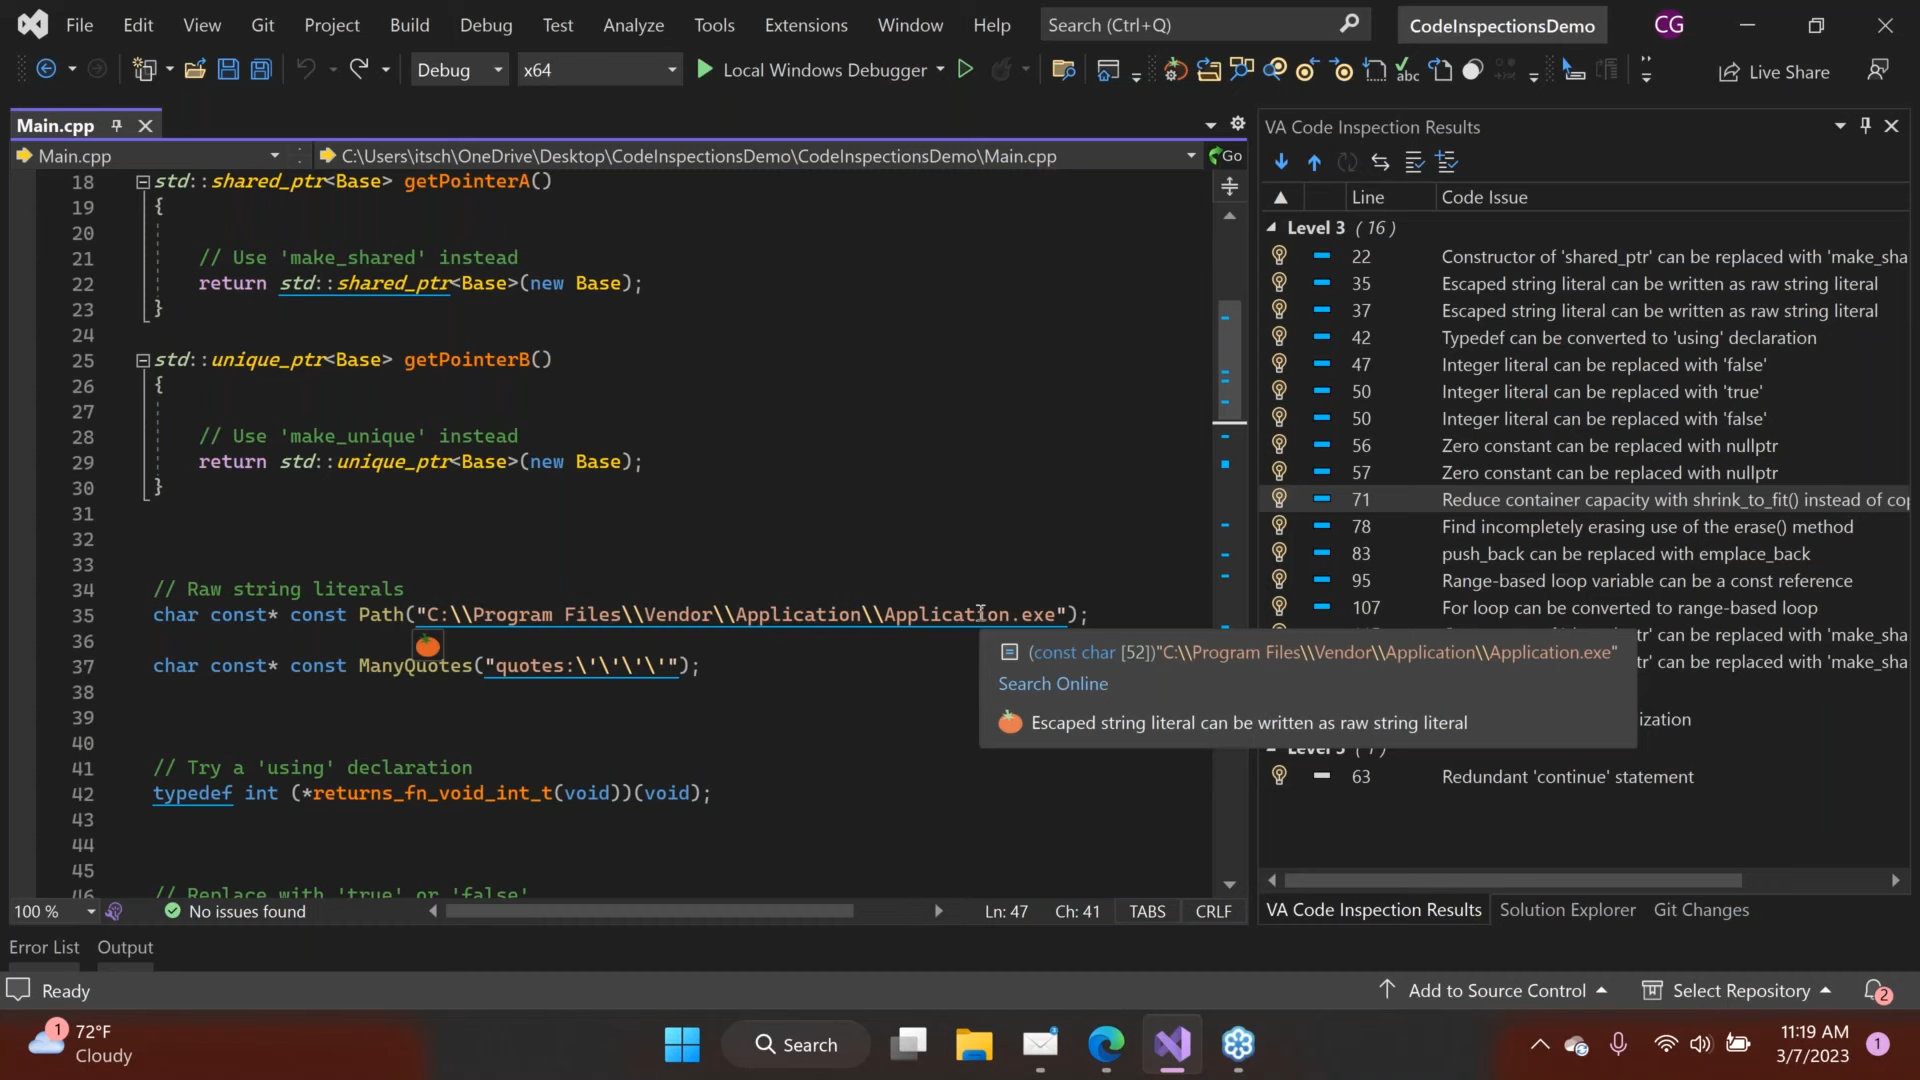 File Edit View Git Project Build Debug Test Analyze Tools Extensions Window Help Search (Ctrl+Q) CodeInspectionsDemo CG
Debug x64 Local Windows Debugger abc Live Share
Main.cpp
Main.cpp C:\Users\itsch\OneDrive\Desktop\CodeInspectionsDemo\CodeInspectionsDemo\Main.cpp Go
18 std::shared_ptr<Base> getPointerA()
19 {
20
21 // Use 'make_shared' instead
22 return std::shared_ptr<Base>(new Base);
23 }
24
25 std::unique_ptr<Base> getPointerB()
26 {
27
28 // Use 'make_unique' instead
29 return std::unique_ptr<Base>(new Base);
30 }
31
32
33
34 // Raw string literals
35 char const* const Path("C:\\Program Files\\Vendor\\Application\\Application.exe");
36
37 char const* const ManyQuotes("quotes:\'\'\'\'");
38
39
40
41 // Try a 'using' declaration
42 typedef int (*returns_fn_void_int_t(void))(void);
43
44
45
46 // Replace with 'true' or 'false'
(const char [52])"C:\\Program Files\\Vendor\\Application\\Application.exe"
Search Online
Escaped string literal can be written as raw string literal
100 % No issues found Ln: 47 Ch: 41 TABS CRLF
VA Code Inspection Results
Line Code Issue
Level 3 (16)
22 Constructor of 'shared_ptr' can be replaced with 'make_sha
35 Escaped string literal can be written as raw string literal
37 Escaped string literal can be written as raw string literal
42 Typedef can be converted to 'using' declaration
47 Integer literal can be replaced with 'false'
50 Integer literal can be replaced with 'true'
50 Integer literal can be replaced with 'false'
56 Zero constant can be replaced with nullptr
57 Zero constant can be replaced with nullptr
71 Reduce container capacity with shrink_to_fit() instead of cop
78 Find incompletely erasing use of the erase() method
83 push_back can be replaced with emplace_back
95 Range-based loop variable can be a const reference
107 For loop can be converted to range-based loop
_ptr' can be replaced with 'make_sha
_ptr' can be replaced with 'make_sha
ization
Level 5 (1)
63 Redundant 'continue' statement
VA Code Inspection Results Solution Explorer Git Changes
Error List Output
Ready Add to Source Control Select Repository 2
1 72°F
Cloudy
Search
11:19 AM
3/7/2023
1